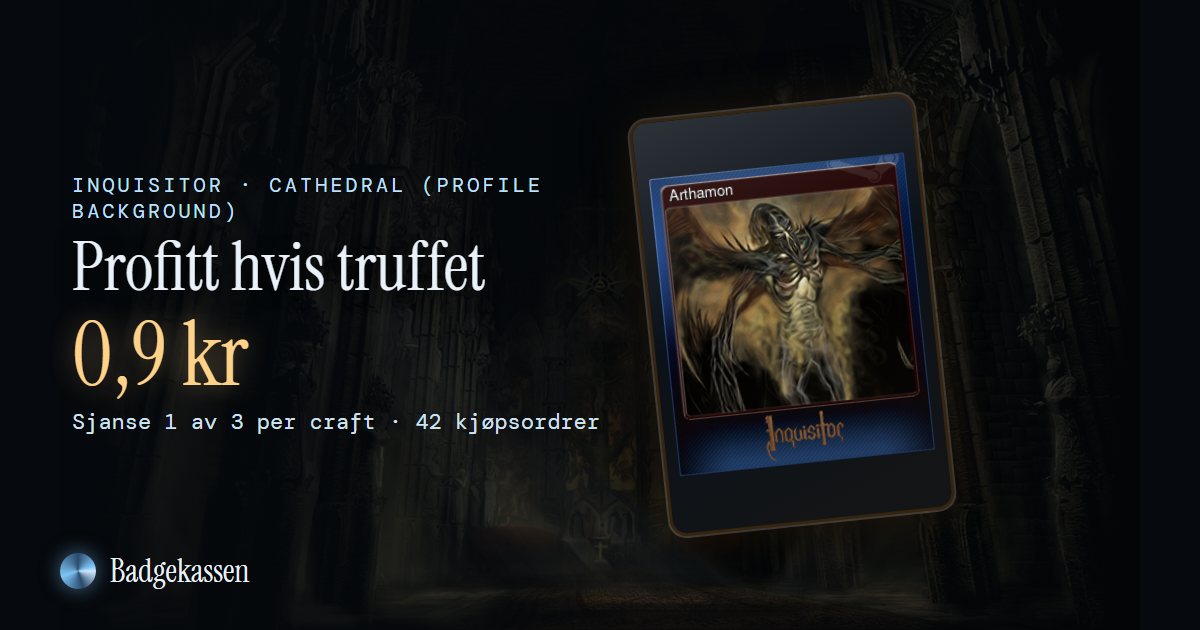 INQUISITOR · CATHEDRAL (PROFILE
BACKGROUND)
Profitt hvis truffet
0,9 kr
Sjanse 1 av 3 per craft · 42 kjøpsordrer
Arthamon
Inquisitor
Badgekassen